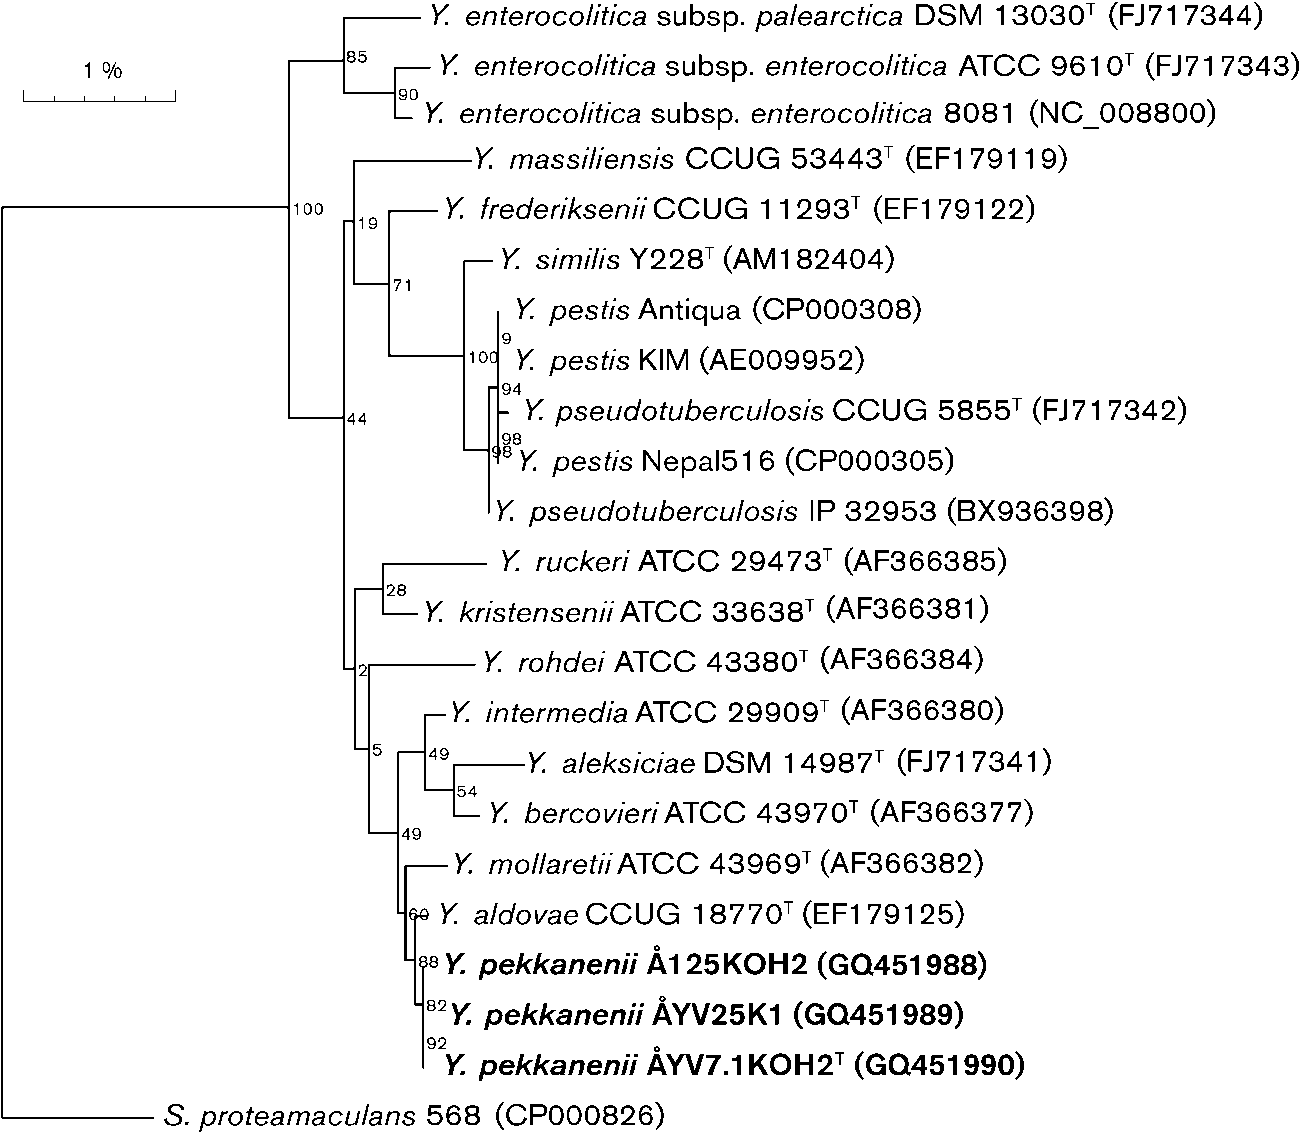 Y. enterocolitica subsp. palearctica DSM 13030ᵀ (FJ717344)
1 %
85
Y. enterocolitica subsp. enterocolitica ATCC 9610ᵀ (FJ717343)
90
Y. enterocolitica subsp. enterocolitica 8081 (NC_008800)
Y. massiliensis CCUG 53443ᵀ (EF179119)
100
19
Y. frederiksenii CCUG 11293ᵀ (EF179122)
Y. similis Y228ᵀ (AM182404)
71
Y. pestis Antiqua (CP000308)
9
100
Y. pestis KIM (AE009952)
94
Y. pseudotuberculosis CCUG 5855ᵀ (FJ717342)
44
98
98
Y. pestis Nepal516 (CP000305)
Y. pseudotuberculosis IP 32953 (BX936398)
Y. ruckeri ATCC 29473ᵀ (AF366385)
28
Y. kristensenii ATCC 33638ᵀ (AF366381)
Y. rohdei ATCC 43380ᵀ (AF366384)
2
Y. intermedia ATCC 29909ᵀ (AF366380)
5
49
Y. aleksiciae DSM 14987ᵀ (FJ717341)
54
Y. bercovieri ATCC 43970ᵀ (AF366377)
49
Y. mollaretii ATCC 43969ᵀ (AF366382)
60
Y. aldovae CCUG 18770ᵀ (EF179125)
88
Y. pekkanenii Å125KOH2 (GQ451988)
82
Y. pekkanenii ÅYV25K1 (GQ451989)
92
Y. pekkanenii ÅYV7.1KOH2ᵀ (GQ451990)
S. proteamaculans 568 (CP000826)